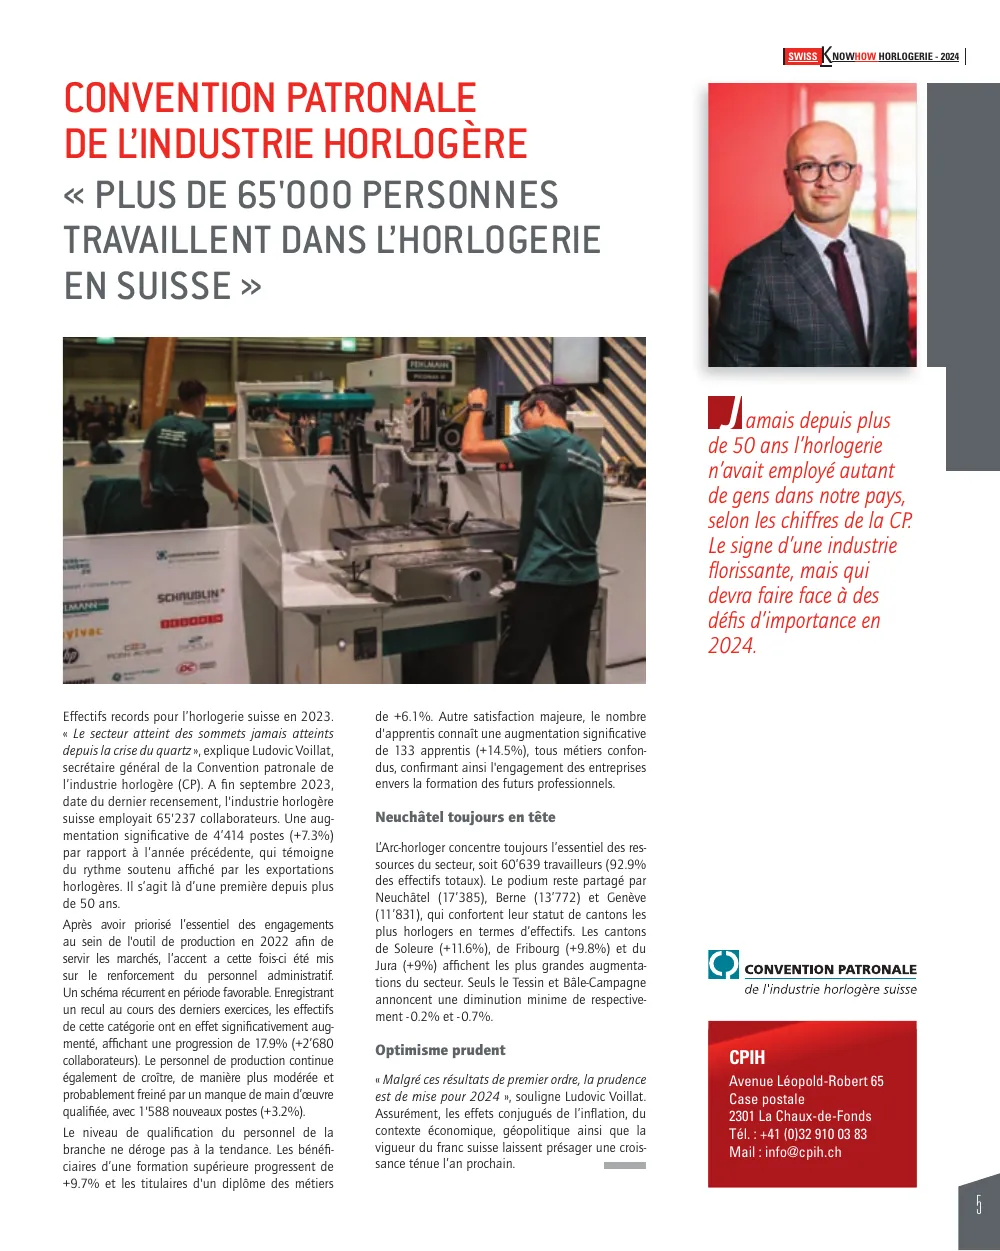 SWISS KNOWHOW HORLOGERIE - 2024
CONVENTION PATRONALE
DE L’INDUSTRIE HORLOGÈRE
« PLUS DE 65'000 PERSONNES
TRAVAILLENT DANS L’HORLOGERIE
EN SUISSE »
FEHLMANN
SCHAUBLIN
Jamais depuis plus
de 50 ans l’horlogerie
n’avait employé autant
de gens dans notre pays,
selon les chiffres de la CP.
Le signe d’une industrie
florissante, mais qui
devra faire face à des
défis d’importance en
2024.
Effectifs records pour l’horlogerie suisse en 2023.
« Le secteur atteint des sommets jamais atteints
depuis la crise du quartz », explique Ludovic Voillat,
secrétaire général de la Convention patronale de
l’industrie horlogère (CP). A fin septembre 2023,
date du dernier recensement, l'industrie horlogère
suisse employait 65'237 collaborateurs. Une aug-
mentation significative de 4’414 postes (+7.3%)
par rapport à l’année précédente, qui témoigne
du rythme soutenu affiché par les exportations
horlogères. Il s’agit là d’une première depuis plus
de 50 ans.
Après avoir priorisé l’essentiel des engagements
au sein de l'outil de production en 2022 afin de
servir les marchés, l’accent a cette fois-ci été mis
sur le renforcement du personnel administratif.
Un schéma récurrent en période favorable. Enregistrant
un recul au cours des derniers exercices, les effectifs
de cette catégorie ont en effet significativement aug-
menté, affichant une progression de 17.9% (+2’680
collaborateurs). Le personnel de production continue
également de croître, de manière plus modérée et
probablement freiné par un manque de main d’œuvre
qualifiée, avec 1'588 nouveaux postes (+3.2%).
Le niveau de qualification du personnel de la
branche ne déroge pas à la tendance. Les bénéfi-
ciaires d’une formation supérieure progressent de
+9.7% et les titulaires d'un diplôme des métiers
de +6.1%. Autre satisfaction majeure, le nombre
d'apprentis connaît une augmentation significative
de 133 apprentis (+14.5%), tous métiers confon-
dus, confirmant ainsi l'engagement des entreprises
envers la formation des futurs professionnels.
Neuchâtel toujours en tête
L’Arc-horloger concentre toujours l’essentiel des res-
sources du secteur, soit 60’639 travailleurs (92.9%
des effectifs totaux). Le podium reste partagé par
Neuchâtel (17’385), Berne (13’772) et Genève
(11’831), qui confortent leur statut de cantons les
plus horlogers en termes d’effectifs. Les cantons
de Soleure (+11.6%), de Fribourg (+9.8%) et du
Jura (+9%) affichent les plus grandes augmenta-
tions du secteur. Seuls le Tessin et Bâle-Campagne
annoncent une diminution minime de respective-
ment -0.2% et -0.7%.
Optimisme prudent
« Malgré ces résultats de premier ordre, la prudence
est de mise pour 2024 », souligne Ludovic Voillat.
Assurément, les effets conjugués de l’inflation, du
contexte économique, géopolitique ainsi que la
vigueur du franc suisse laissent présager une crois-
sance ténue l’an prochain.
CONVENTION PATRONALE
de l'industrie horlogère suisse
CPIH
Avenue Léopold-Robert 65
Case postale
2301 La Chaux-de-Fonds
Tél. : +41 (0)32 910 03 83
Mail : info@cpih.ch
5